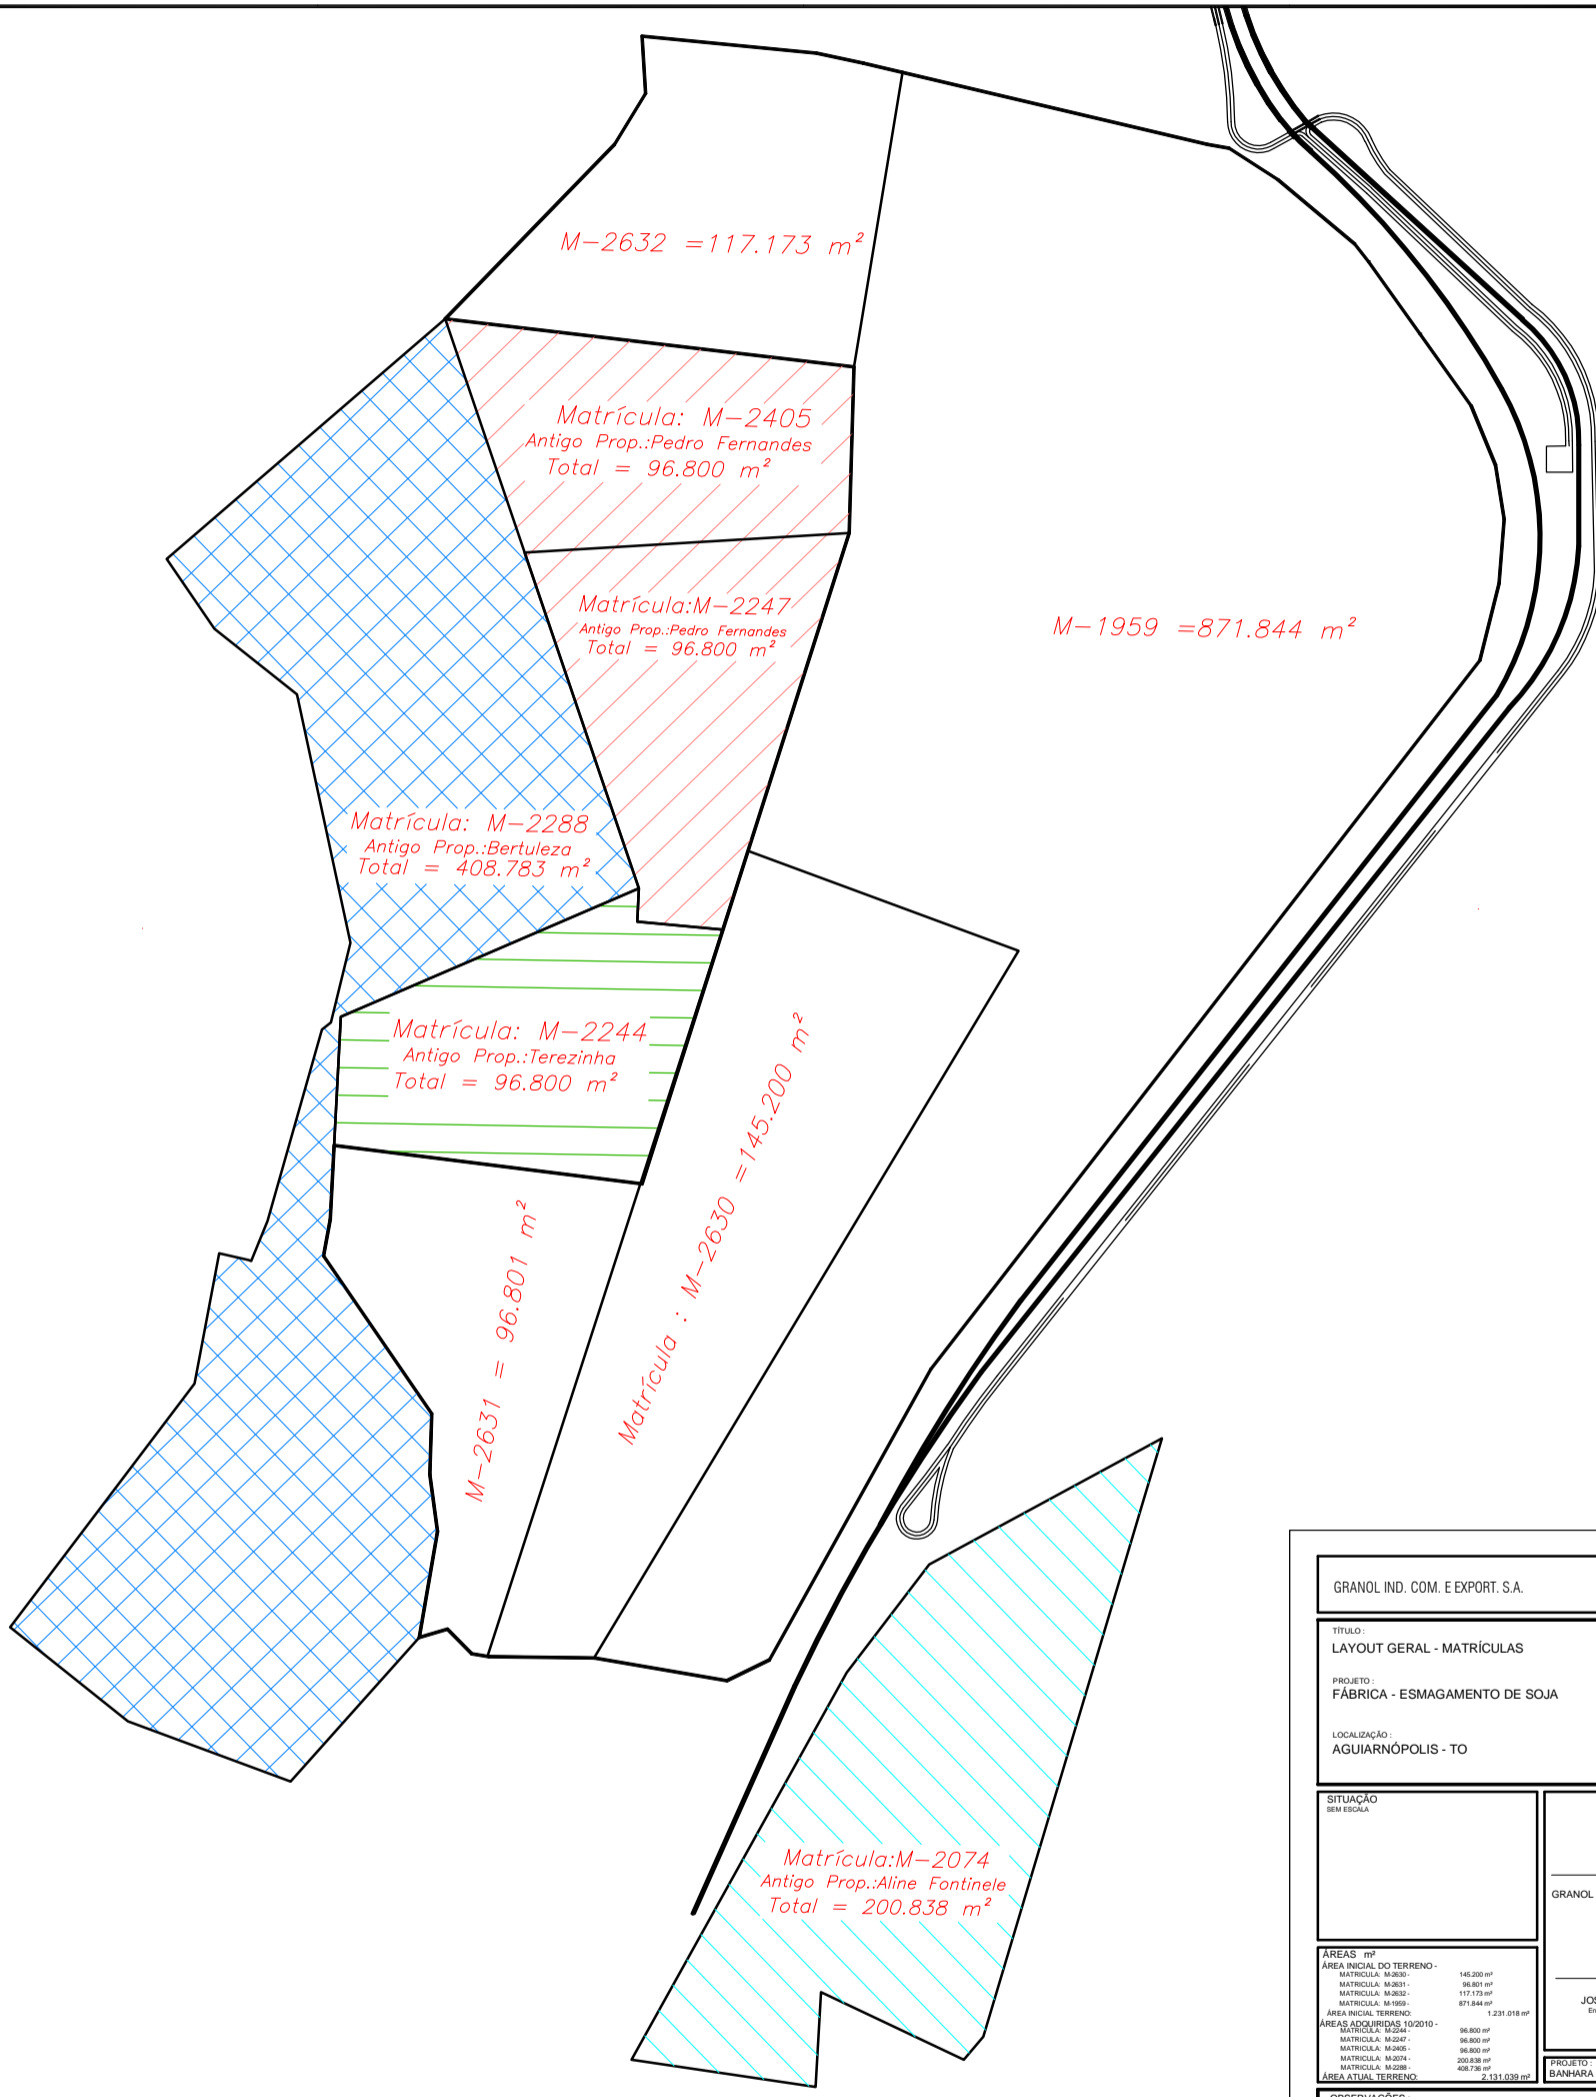 M-2632 =117.173 m²
Matrícula: M-2405
Antigo Prop.:Pedro Fernandes
Total = 96.800 m²
Matrícula:M-2247
Antigo Prop.:Pedro Fernandes
Total = 96.800 m²
M-1959 =871.844 m²
Matrícula: M-2288
Antigo Prop.:Bertuleza
Total = 408.783 m²
Matrícula: M-2244
Antigo Prop.:Terezinha
Total = 96.800 m²
Matrícula : M-2630 =145.200 m²
M-2631 = 96.801 m²
Matrícula:M-2074
Antigo Prop.:Aline Fontinele
Total = 200.838 m²
GRANOL IND. COM. E EXPORT. S.A.
TÍTULO :
LAYOUT GERAL - MATRÍCULAS
PROJETO :
FÁBRICA - ESMAGAMENTO DE SOJA
LOCALIZAÇÃO :
AGUIARNÓPOLIS - TO
SITUAÇÃO
SEM ESCALA
GRANOL
ÁREAS m²
ÁREA INICIAL DO TERRENO -
MATRICULA: M-2630 - 145.200 m²
MATRICULA: M-2631 - 96.801 m²
MATRICULA: M-2632 - 117.173 m²
MATRICULA: M-1959 - 871.844 m²
ÁREA INICIAL TERRENO: 1.231.018 m²
ÁREAS ADQUIRIDAS 10/2010 -
MATRICULA: M-2244 - 96.800 m²
MATRICULA: M-2247 - 96.800 m²
MATRICULA: M-2405 - 96.800 m²
MATRICULA: M-2074 - 200.838 m²
MATRICULA: M-2288 - 408.736 m²
ÁREA ATUAL TERRENO: 2.131.039 m²
PROJETO :
BANHARA